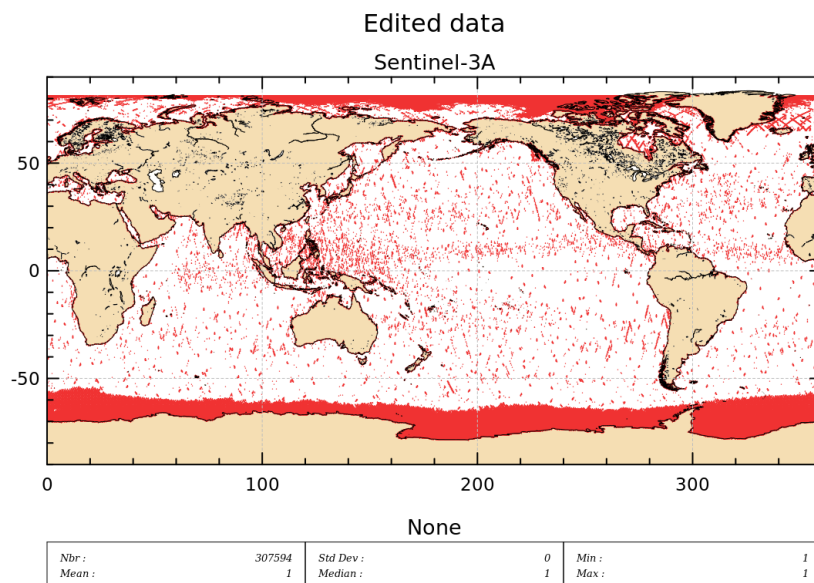 Edited data
Sentinel-3A
50
0
-50
0 100 200 300
None
Nbr : 307594 Std Dev : 0 Min : 1
Mean : 1 Median : 1 Max : 1